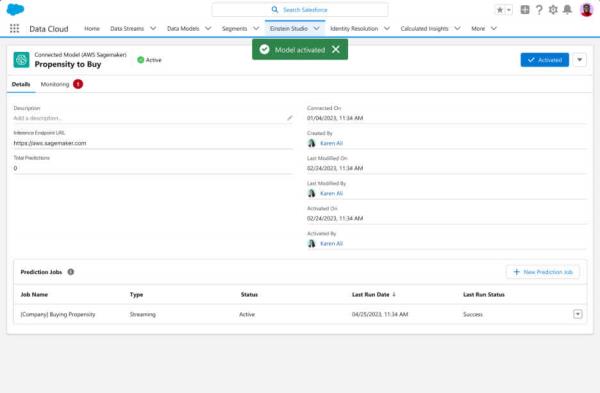 Search Salesforce
Data Cloud
Home
Data Streams
Data Models
Segments
Einstein Studio
Identity Resolution
Calculated Insights
More
Model activated
Connected Model (AWS Sagemaker)
Propensity to Buy
Active
Activated
Details
Monitoring
1
Description
Add a description...
Inference Endpoint URL
https://aws.sagemaker.com
Total Predictions
0
Connected On
01/04/2023, 11:34 AM
Created By
Karen Ali
Last Modified On
02/24/2023, 11:34 AM
Last Modified By
Karen Ali
Activated On
02/24/2023, 11:34 AM
Activated By
Karen Ali
Prediction Jobs
New Prediction Job
Job Name Type Status Last Run Date Last Run Status
[Company] Buying Propensity Streaming Active 04/25/2023, 11:34 AM Success